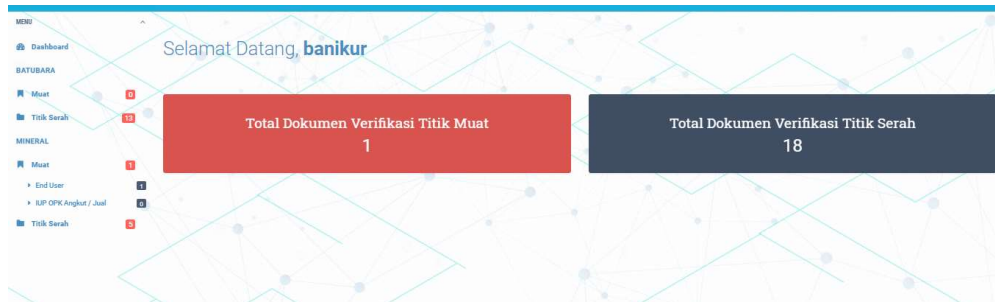 MENU
Dashboard
BATUBARA
Muat 0
Titik Serah 13
MINERAL
Muat 1
End User 1
IUP OPK Angkut / Jual 0
Titik Serah 5
Selamat Datang, banikur
Total Dokumen Verifikasi Titik Muat
1
Total Dokumen Verifikasi Titik Serah
18